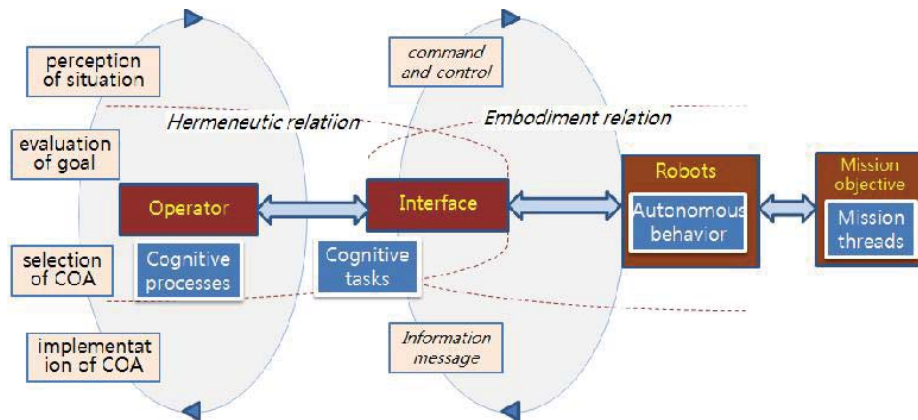 perception
of situation
command
and control
Hermeneutic relatiion
Embodiment relation
evaluation
of goal
Operator
Interface
Robots
Autonomous
behavior
Mission
objective
Mission
threads
selection
of COA
Cognitive
processes
Cognitive
tasks
implementat
ion of COA
Information
message